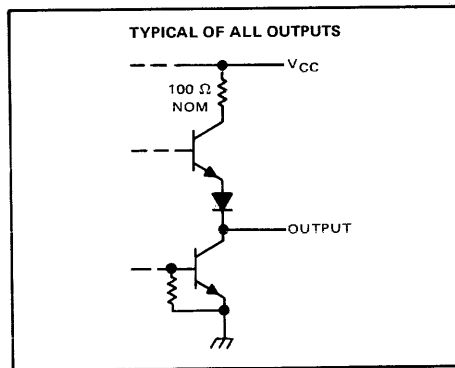 TYPICAL OF ALL OUTPUTS
VCC
100 Ω
NOM
OUTPUT